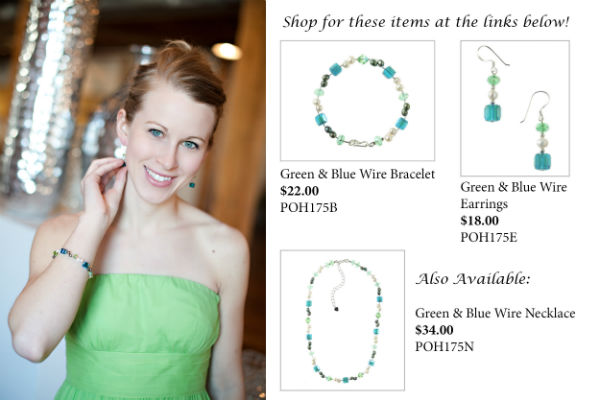 Shop for these items at the links below!
Green & Blue Wire Bracelet
$22.00
POH175B
Green & Blue Wire
Earrings
$18.00
POH175E
Also Available:
Green & Blue Wire Necklace
$34.00
POH175N